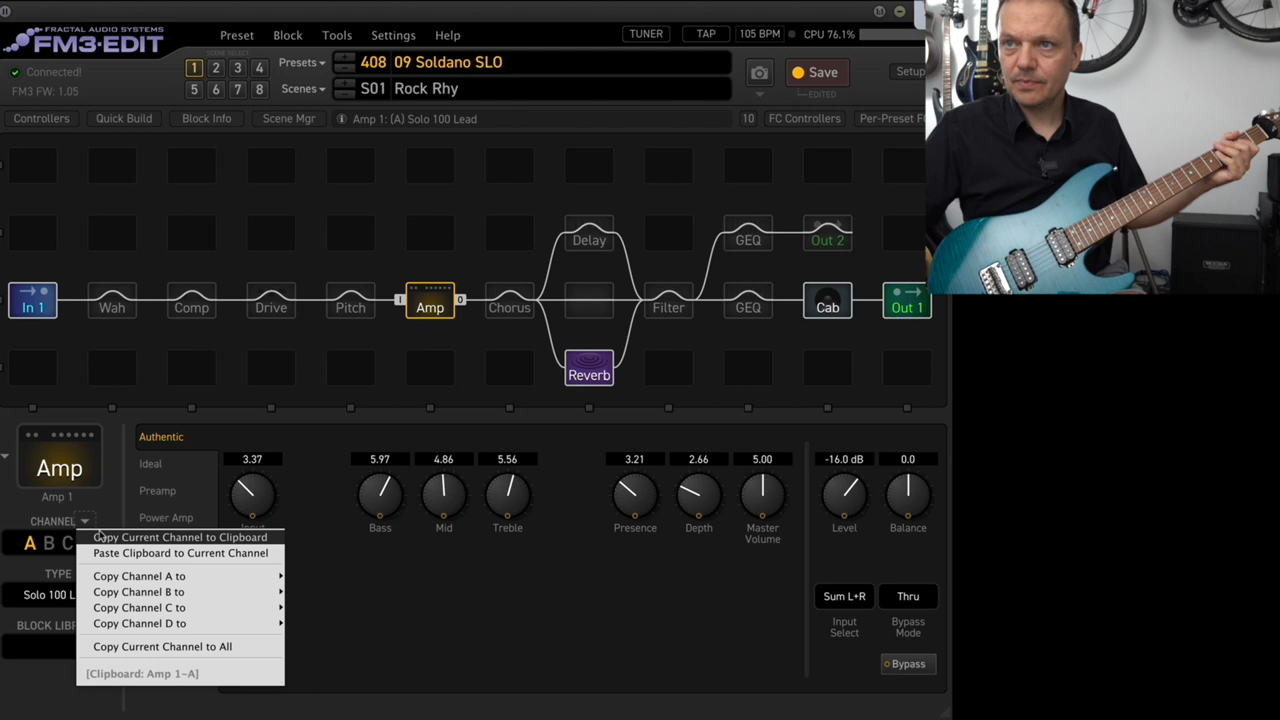 FRACTAL AUDIO SYSTEMS
FM3-EDIT
Preset Block Tools Settings Help
TUNER TAP 105 BPM CPU 76.1%
SCENE SELECT
1 2 3 4
5 6 7 8
Connected!
FM3 FW: 1.05
Presets 408 09 Soldano SLO
Scenes S01 Rock Rhy
Save
EDITED
Setup
Controllers Quick Build Block Info Scene Mgr Amp 1: (A) Solo 100 Lead 10 FC Controllers Per-Preset F
Delay GEQ Out 2
In 1 Wah Comp Drive Pitch I Amp O Chorus Filter GEQ Cab Out 1
Reverb
Amp
Amp 1
CHANNEL
A B C
TYPE
Solo 100 L
BLOCK LIB
Authentic
Ideal
Preamp
Power Amp
3.37 5.97 4.86 5.56 3.21 2.66 5.00 -16.0 dB 0.0
Input Bass Mid Treble Presence Depth Master Volume Level Balance
Copy Current Channel to Clipboard
Paste Clipboard to Current Channel
Copy Channel A to
Copy Channel B to
Copy Channel C to
Copy Channel D to
Copy Current Channel to All
[Clipboard: Amp 1~A]
Sum L+R Thru
Input Select
Bypass Mode
Bypass